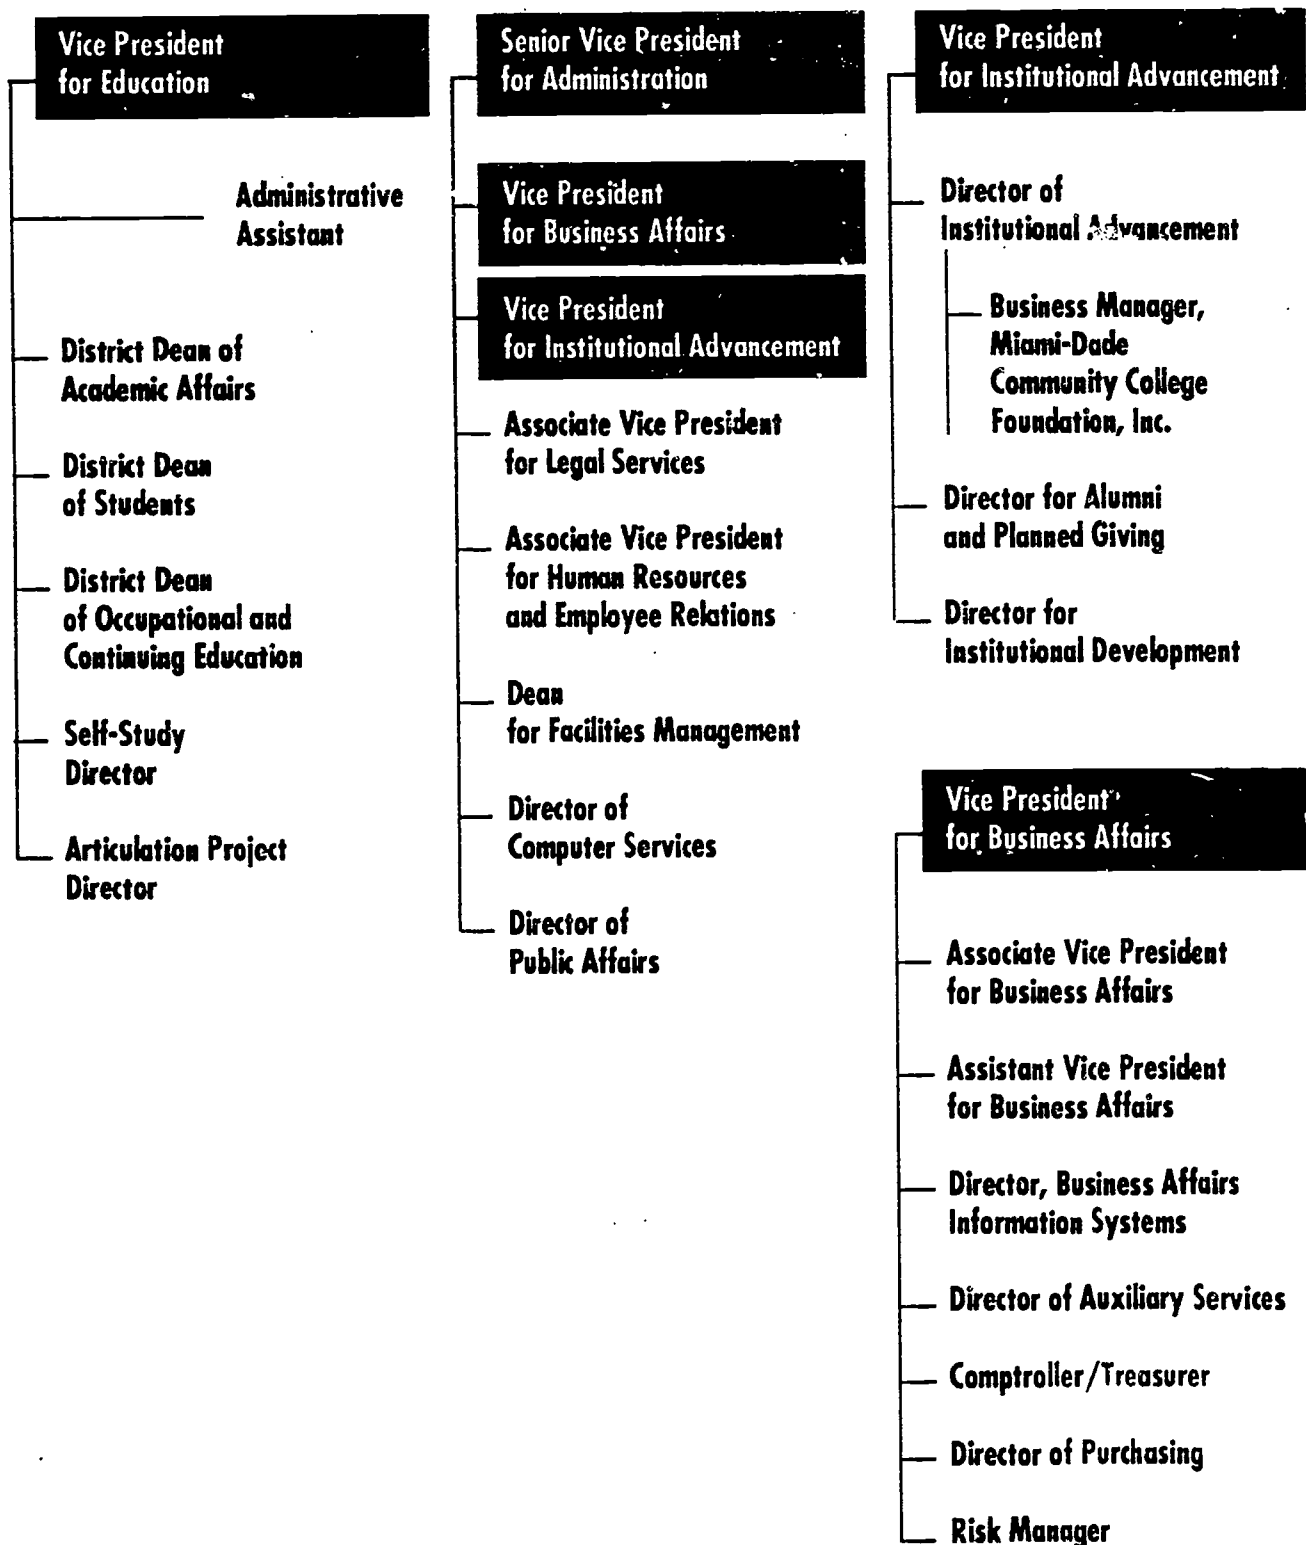 Vice President
for Education
Administrative
Assistant
District Dean of
Academic Affairs
District Dean
of Students
District Dean
of Occupational and
Continuing Education
Self-Study
Director
Articulation Project
Director
Senior Vice President
for Administration
Vice President
for Business Affairs
Vice President
for Institutional Advancement
Associate Vice President
for Legal Services
Associate Vice President
for Human Resources
and Employee Relations
Dean
for Facilities Management
Director of
Computer Services
Director of
Public Affairs
Vice President
for Institutional Advancement
Director of
Institutional Advancement
Business Manager,
Miami-Dade
Community College
Foundation, Inc.
Director for Alumni
and Planned Giving
Director for
Institutional Development
Vice President
for Business Affairs
Associate Vice President
for Business Affairs
Assistant Vice President
for Business Affairs
Director, Business Affairs
Information Systems
Director of Auxiliary Services
Comptroller/Treasurer
Director of Purchasing
Risk Manager